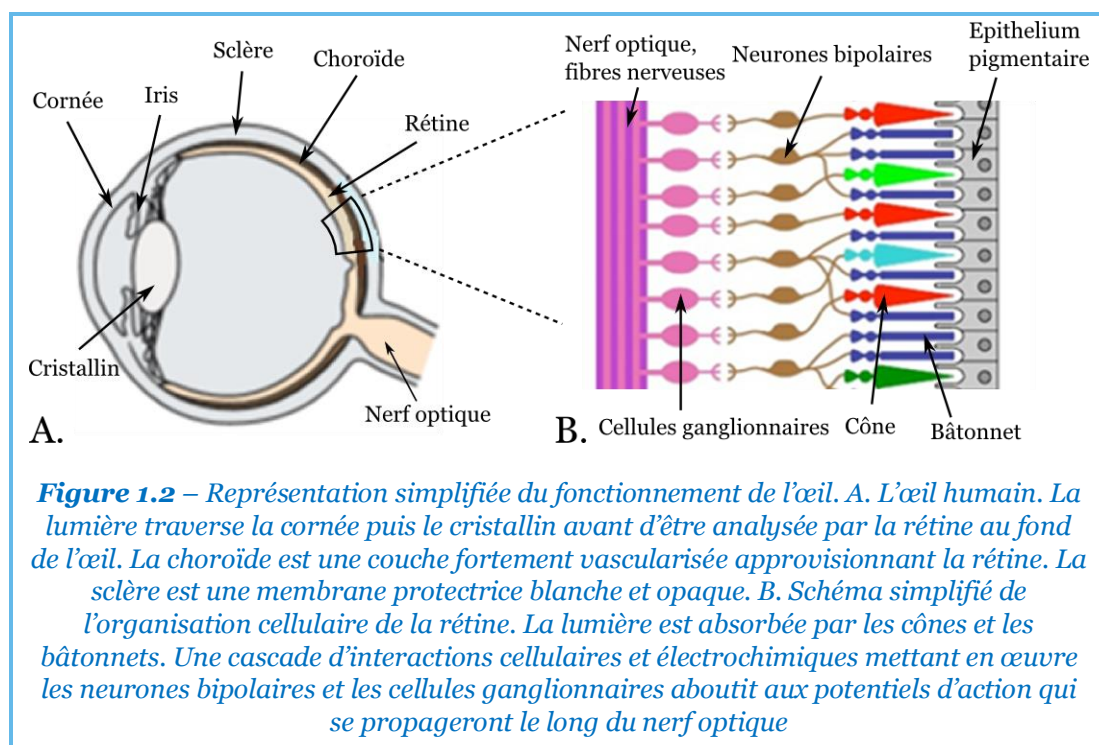 Sclère
Choroïde
Cornée
Iris
Rétine
Cristallin
Nerf optique
A.
Nerf optique,
fibres nerveuses
Neurones bipolaires
Epithelium
pigmentaire
Cellules ganglionnaires
Cône
Bâtonnet
B.
Figure 1.2 – Représentation simplifiée du fonctionnement de l’œil. A. L’œil humain. La
lumière traverse la cornée puis le cristallin avant d’être analysée par la rétine au fond
de l’œil. La choroïde est une couche fortement vascularisée approvisionnant la rétine. La
sclère est une membrane protectrice blanche et opaque. B. Schéma simplifié de
l’organisation cellulaire de la rétine. La lumière est absorbée par les cônes et les
bâtonnets. Une cascade d’interactions cellulaires et électrochimiques mettant en œuvre
les neurones bipolaires et les cellules ganglionnaires aboutit aux potentiels d’action qui
se propageront le long du nerf optique